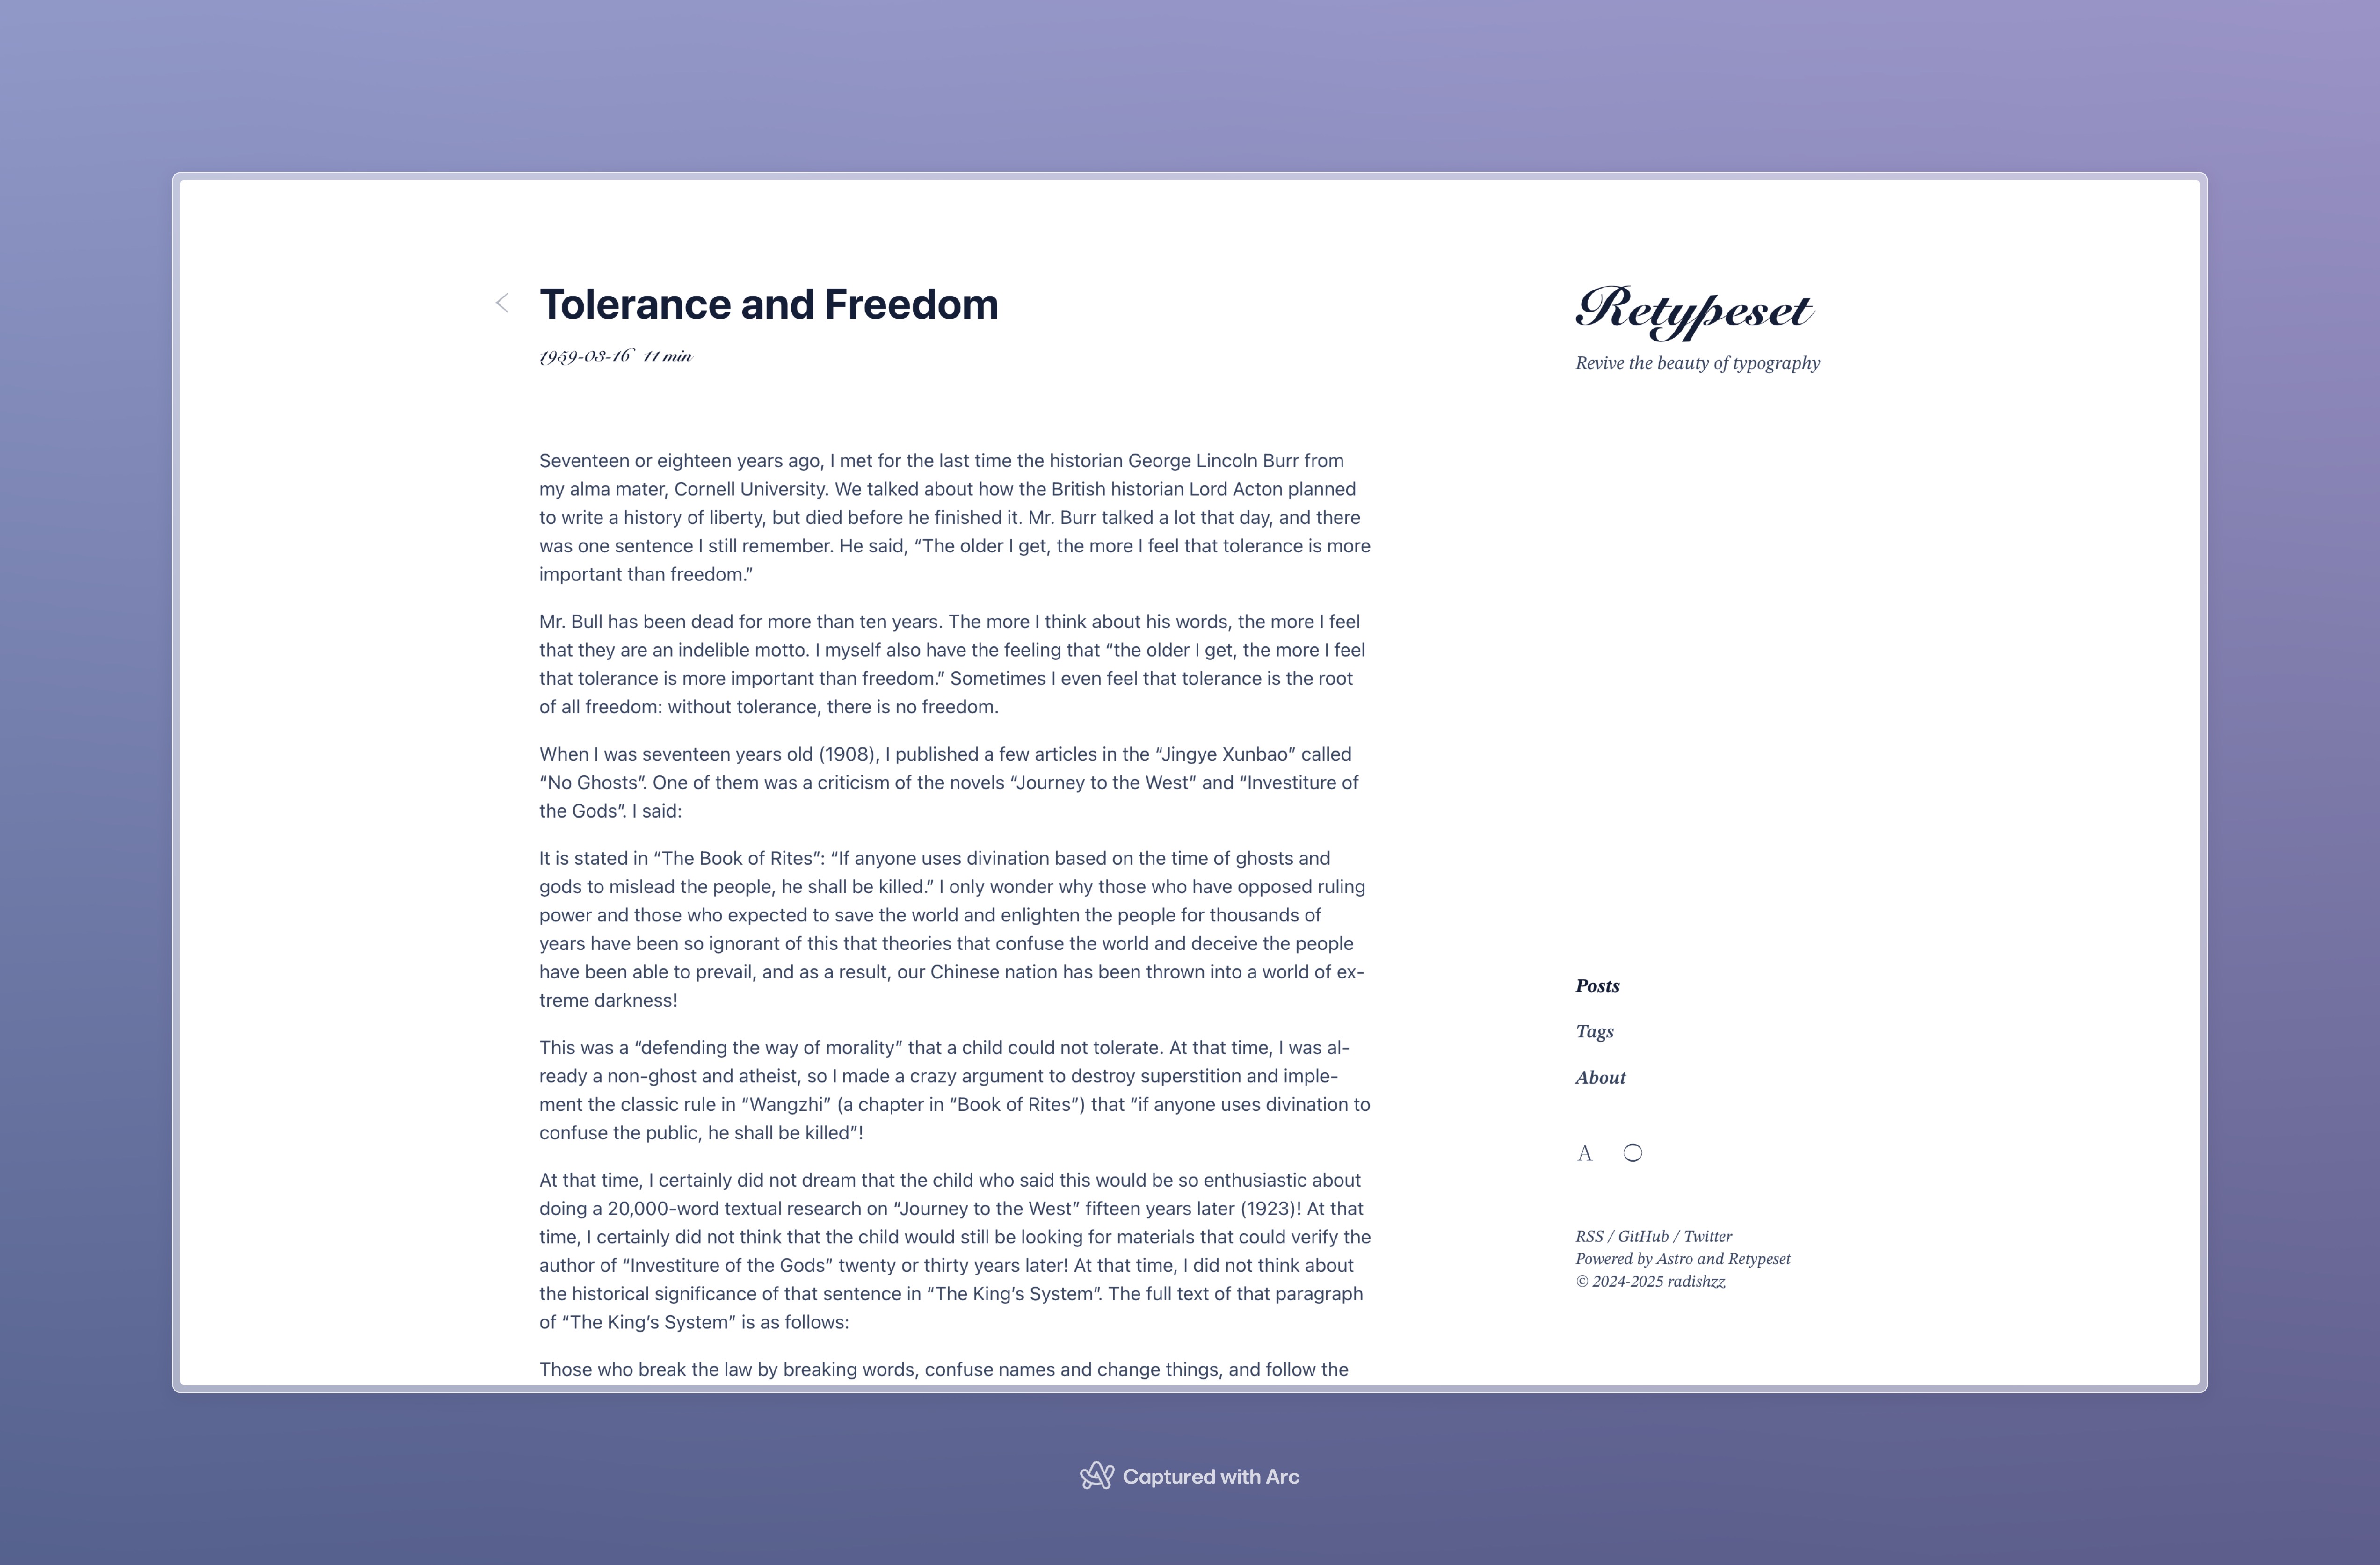 Tolerance and Freedom
1959-03-16 11 min
Seventeen or eighteen years ago, I met for the last time the historian George Lincoln Burr from
my alma mater, Cornell University. We talked about how the British historian Lord Acton planned
to write a history of liberty, but died before he finished it. Mr. Burr talked a lot that day, and there
was one sentence I still remember. He said, “The older I get, the more I feel that tolerance is more
important than freedom.”
Mr. Bull has been dead for more than ten years. The more I think about his words, the more I feel
that they are an indelible motto. I myself also have the feeling that “the older I get, the more I feel
that tolerance is more important than freedom.” Sometimes I even feel that tolerance is the root
of all freedom: without tolerance, there is no freedom.
When I was seventeen years old (1908), I published a few articles in the “Jingye Xunbao” called
“No Ghosts”. One of them was a criticism of the novels “Journey to the West” and “Investiture of
the Gods”. I said:
It is stated in “The Book of Rites”: “If anyone uses divination based on the time of ghosts and
gods to mislead the people, he shall be killed.” I only wonder why those who have opposed ruling
power and those who expected to save the world and enlighten the people for thousands of
years have been so ignorant of this that theories that confuse the world and deceive the people
have been able to prevail, and as a result, our Chinese nation has been thrown into a world of ex-
treme darkness!
This was a “defending the way of morality” that a child could not tolerate. At that time, I was al-
ready a non-ghost and atheist, so I made a crazy argument to destroy superstition and imple-
ment the classic rule in “Wangzhi” (a chapter in “Book of Rites”) that “if anyone uses divination to
confuse the public, he shall be killed”!
At that time, I certainly did not dream that the child who said this would be so enthusiastic about
doing a 20,000-word textual research on “Journey to the West” fifteen years later (1923)! At that
time, I certainly did not think that the child would still be looking for materials that could verify the
author of “Investiture of the Gods” twenty or thirty years later! At that time, I did not think about
the historical significance of that sentence in “The King’s System”. The full text of that paragraph
of “The King’s System” is as follows:
Those who break the law by breaking words, confuse names and change things, and follow the
Retypeset
Revive the beauty of typography
Posts
Tags
About
A
RSS / GitHub / Twitter
Powered by Astro and Retypeset
© 2024-2025 radishzz
Captured with Arc